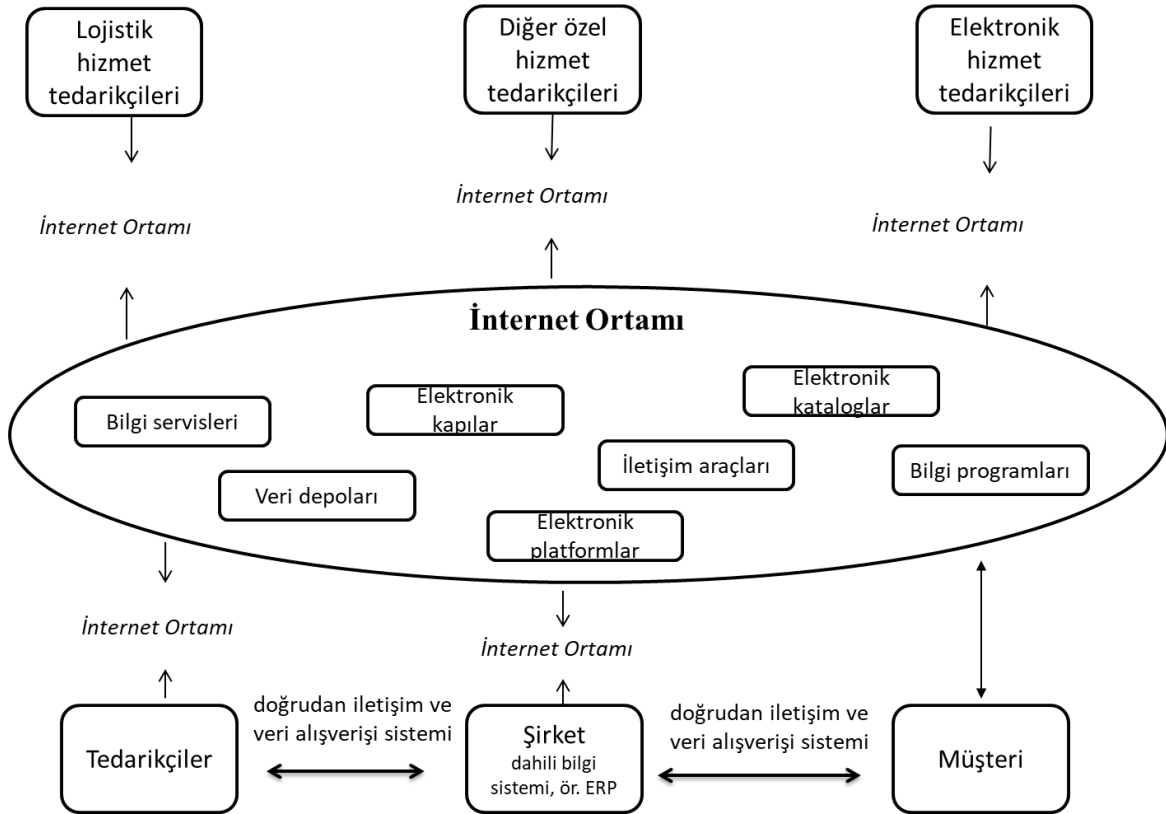 Lojistik
hizmet
tedarikçileri
Diğer özel
hizmet
tedarikçileri
Elektronik
hizmet
tedarikçileri
İnternet Ortamı
İnternet Ortamı
İnternet Ortamı
İnternet Ortamı
Bilgi servisleri
Elektronik
kapılar
Elektronik
kataloglar
Veri depoları
İletişim araçları
Bilgi programları
Elektronik
platformlar
İnternet Ortamı
İnternet Ortamı
Tedarikçiler
doğrudan iletişim ve
veri alışverişi sistemi
Şirket
dahili bilgi
sistemi, ör. ERP
doğrudan iletişim ve
veri alışverişi sistemi
Müşteri